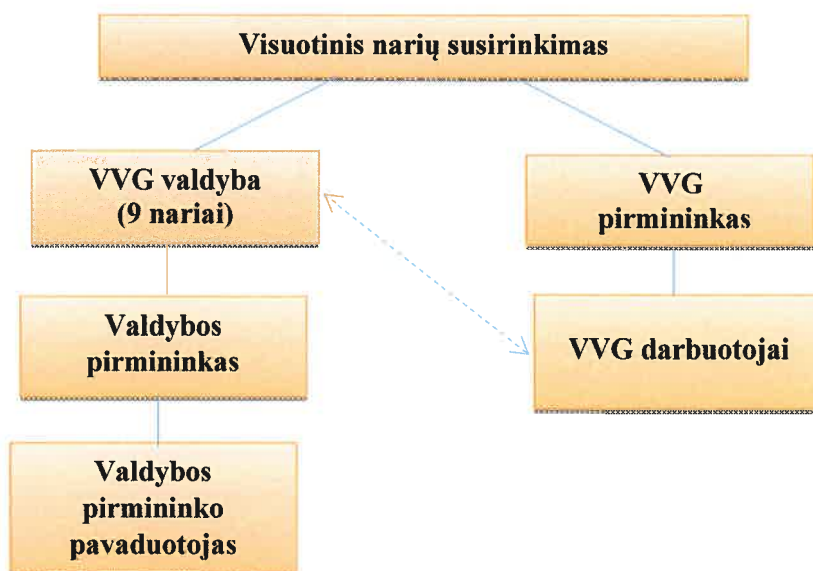 Visuotinis narių susirinkimas
VVG valdyba
(9 nariai)
VVG
pirmininkas
Valdybos
pirmininkas
VVG darbuotojai
Valdybos
pirmininko
pavaduotojas